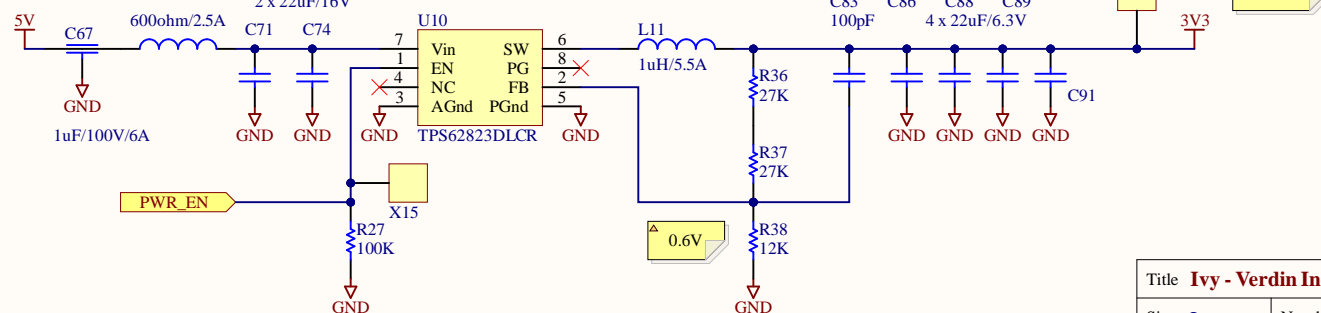 2 x 22uF/16V
C83 C86 C88 C89
100pF 4 x 22uF/6.3V
5V
C67
600ohm/2.5A
C71 C74
U10
L11
3V3
7 Vin SW 6
1 EN PG 8
4 NC FB 2
3 AGnd PGnd 5
TPS62823DLCR
1uH/5.5A
R36
27K
C91
GND
1uF/100V/6A
GND GND GND GND GND GND GND GND
R37
27K
PWR_EN
X15
R27
100K
0.6V
R38
12K
GND GND
Title Ivy - Verdin In